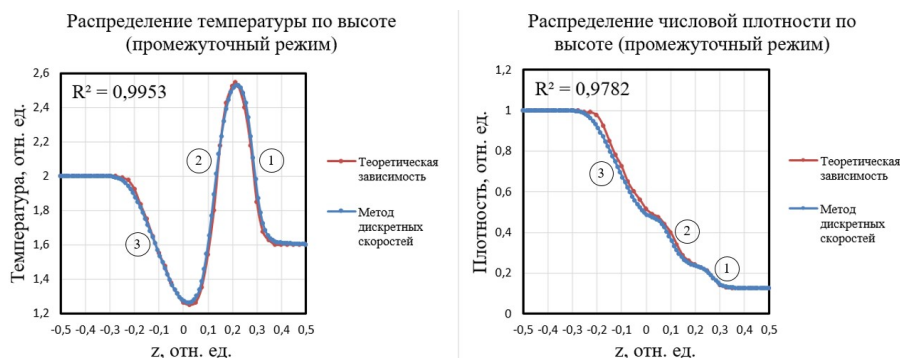 Распределение температуры по высоте
(промежуточный режим)
2,6
2,4
2,2
2
1,8
1,6
1,4
1,2
R² = 0,9953
1
2
3
Температура, отн. ед.
-0,5 -0,4 -0,3 -0,2 -0,1 0 0,1 0,2 0,3 0,4 0,5
z, отн. ед.
Теоретическая
зависимость
Метод
дискретных
скоростей
Распределение числовой плотности по
высоте (промежуточный режим)
1,2
1
0,8
0,6
0,4
0,2
0
R² = 0,9782
3
2
1
Плотность, отн. ед.
-0,5 -0,4 -0,3 -0,2 -0,1 0 0,1 0,2 0,3 0,4 0,5
z, отн. ед.
Теоретическая
зависимость
Метод
дискретных
скоростей